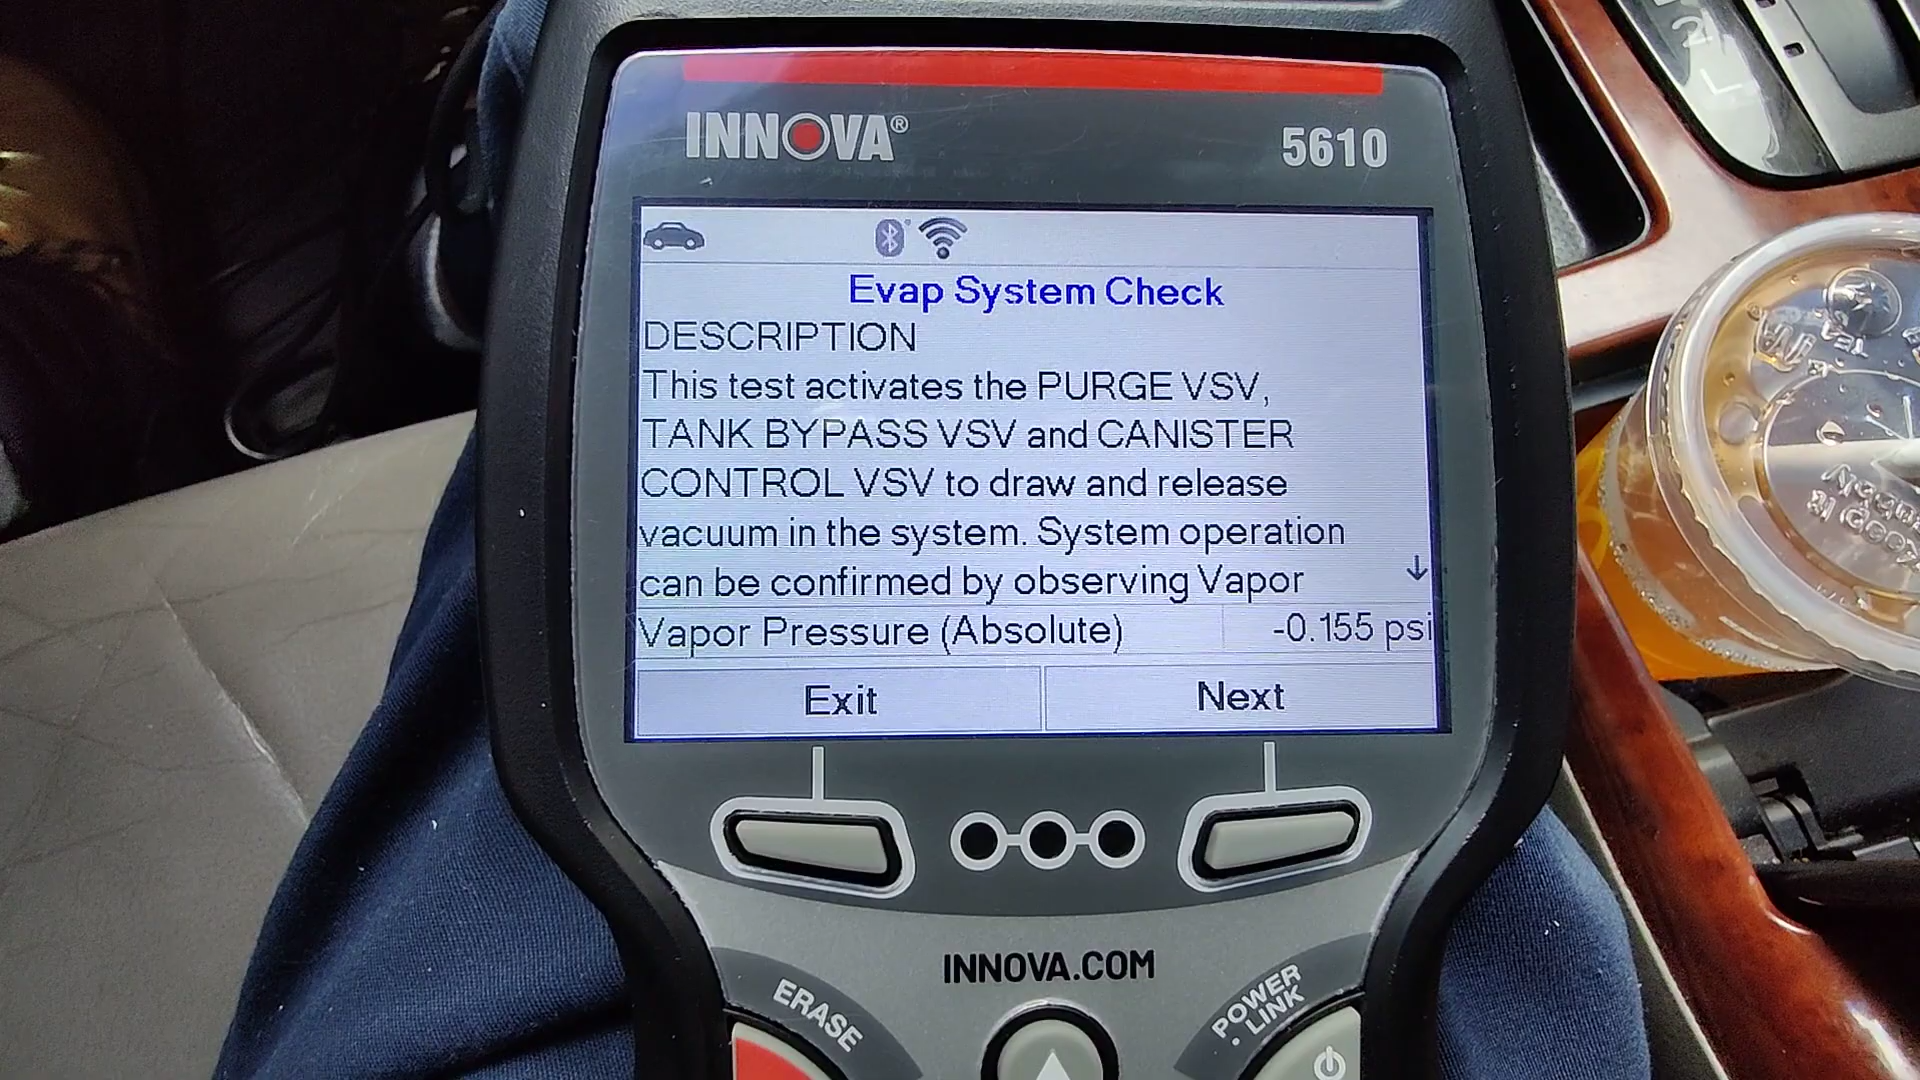 INNOVA®
5610
Evap System Check
DESCRIPTION
This test activates the PURGE VSV,
TANK BYPASS VSV and CANISTER
CONTROL VSV to draw and release
vacuum in the system. System operation
can be confirmed by observing Vapor
Vapor Pressure (Absolute) -0.155 psi
Exit Next
INNOVA.COM
ERASE
POWER
LINK
2
L